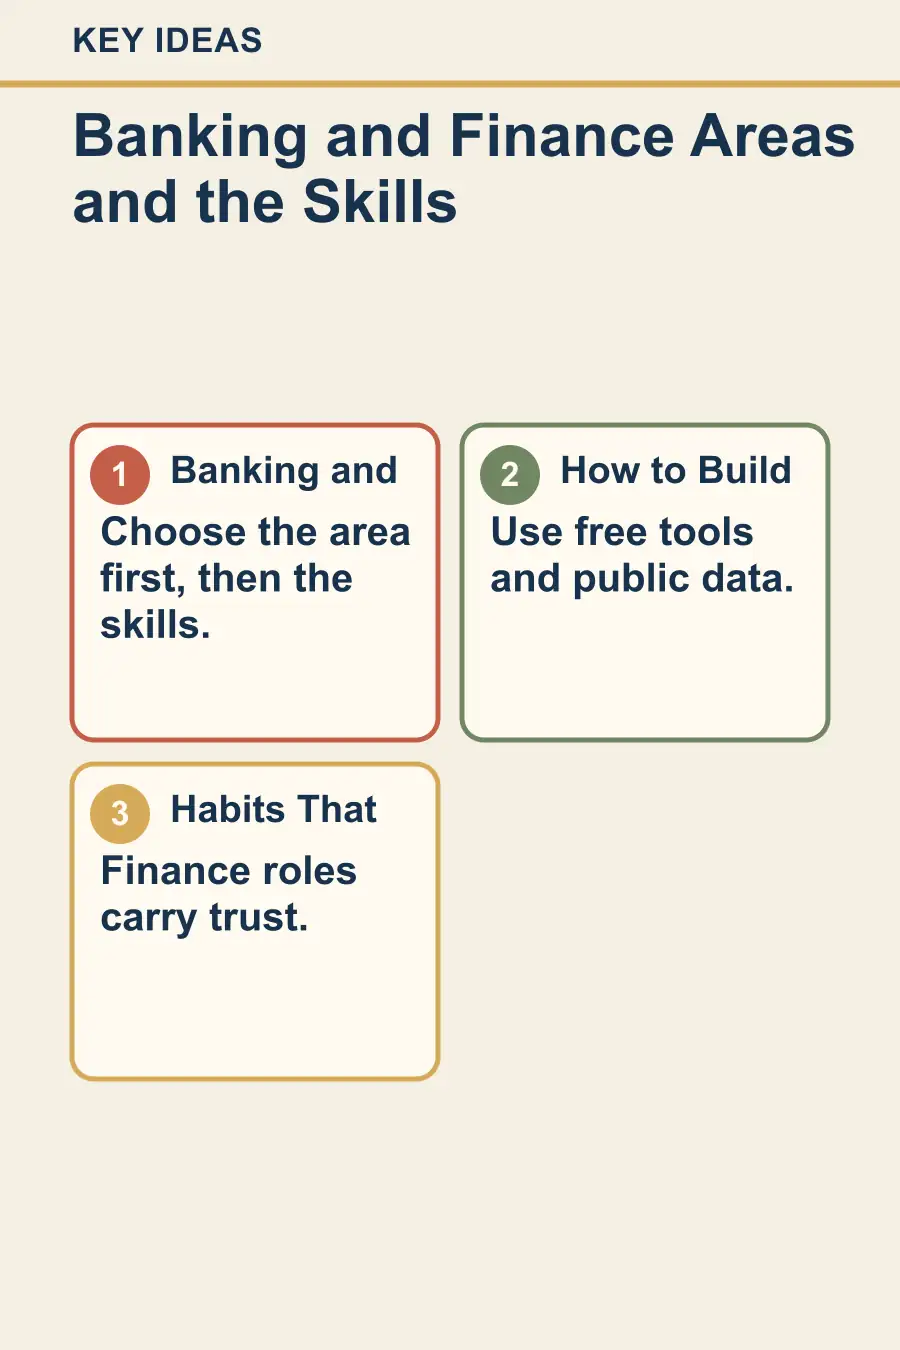 KEY IDEAS
Banking and Finance Areas
and the Skills
1 Banking and
Choose the area
first, then the
skills.
2 How to Build
Use free tools
and public data.
3 Habits That
Finance roles
carry trust.